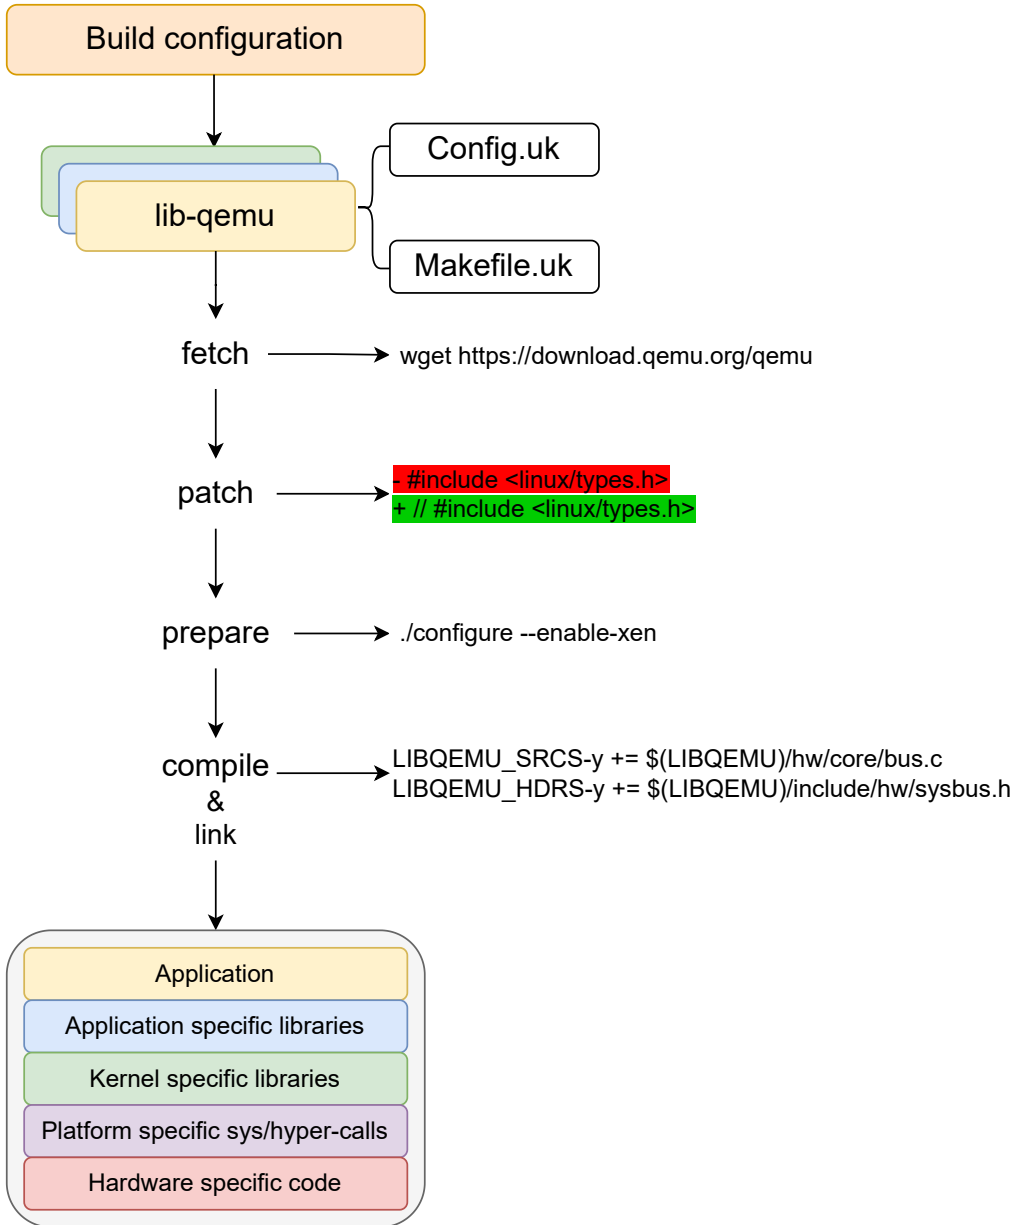 Build configuration
Config.uk
lib-qemu
Makefile.uk
fetch
wget https://download.qemu.org/qemu
patch
- #include <linux/types.h>
+ // #include <linux/types.h>
prepare
./configure --enable-xen
compile
&
link
LIBQEMU_SRCS-y += $(LIBQEMU)/hw/core/bus.c
LIBQEMU_HDRS-y += $(LIBQEMU)/include/hw/sysbus.h
Application
Application specific libraries
Kernel specific libraries
Platform specific sys/hyper-calls
Hardware specific code